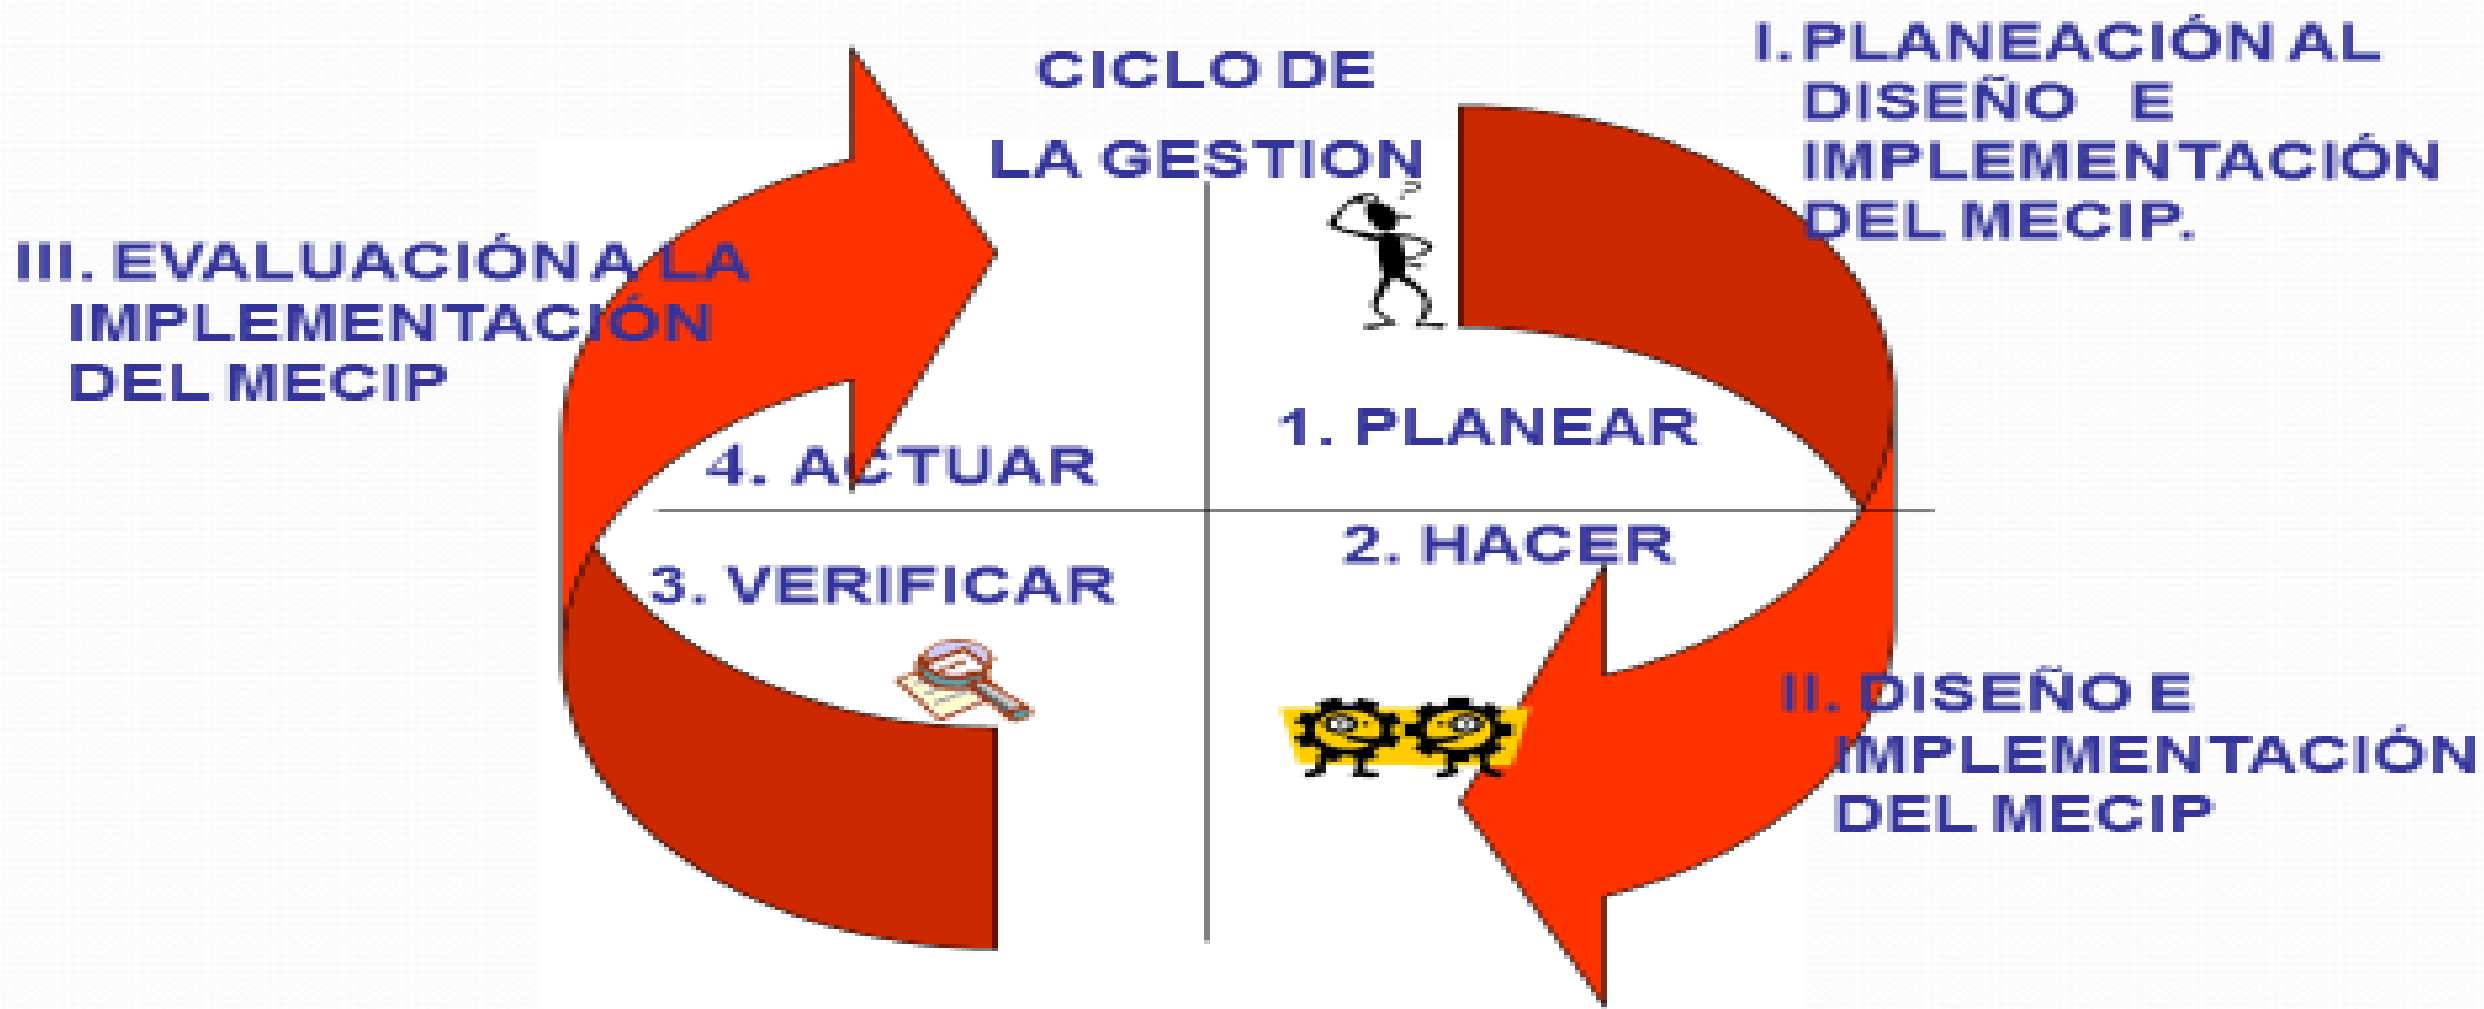 CICLO DE
LA GESTION
I. PLANEACIÓN AL
DISEÑO E
IMPLEMENTACIÓN
DEL MECIP.
III. EVALUACIÓN A LA
IMPLEMENTACIÓN
DEL MECIP
1. PLANEAR
4. ACTUAR
2. HACER
3. VERIFICAR
II. DISEÑO E
IMPLEMENTACIÓN
DEL MECIP